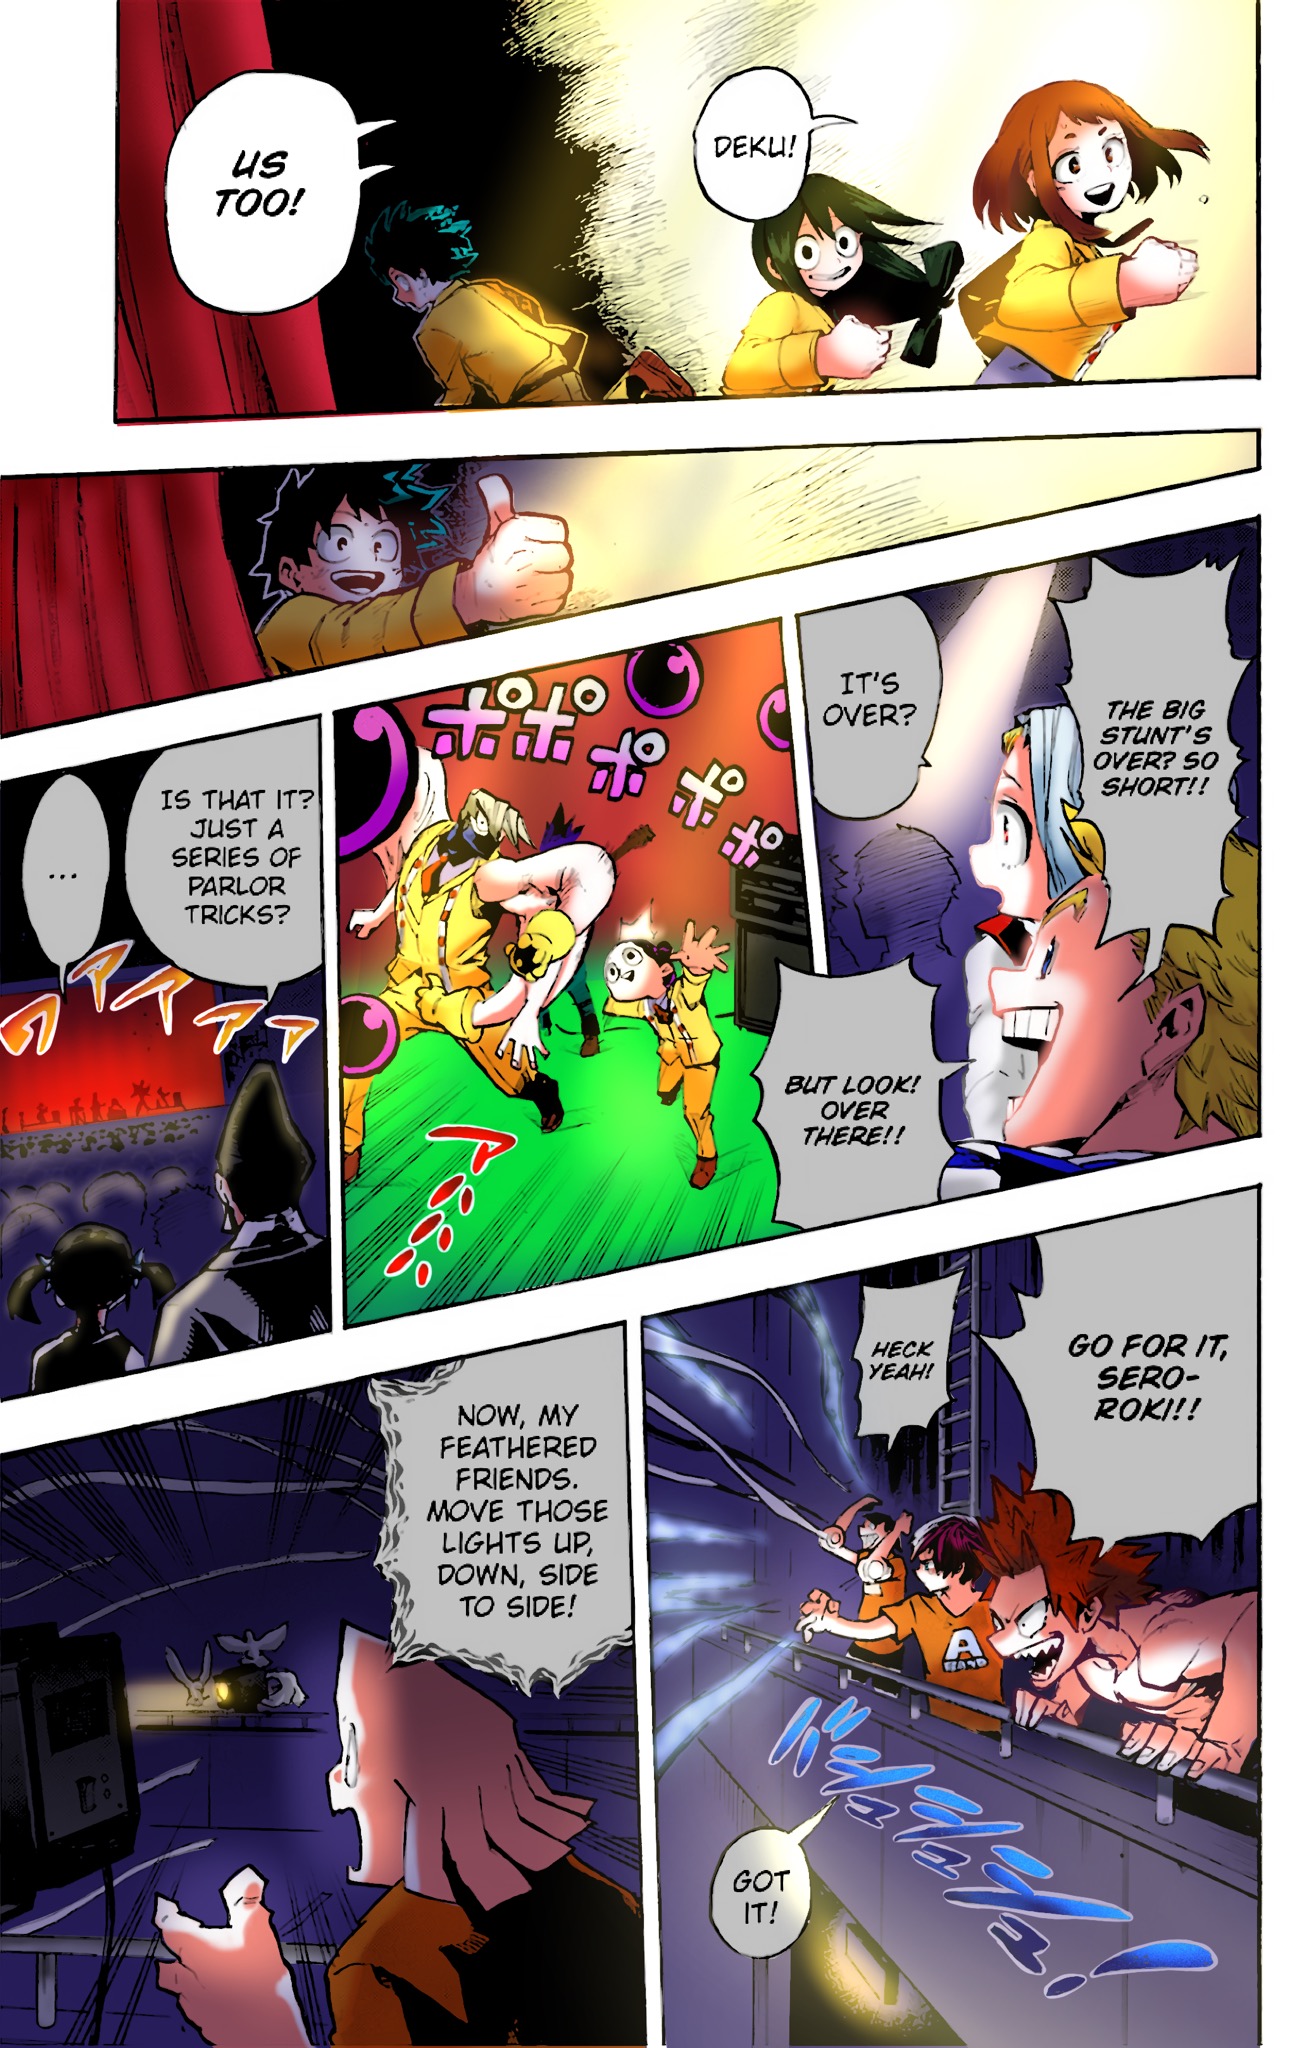 DEKU!
US
TOO!
THE BIG
STUNT'S
OVER? SO
SHORT!!
IT'S
OVER?
BUT LOOK!
OVER
THERE!!
ポポポポポ
IS THAT IT?
JUST A
SERIES OF
PARLOR
TRICKS?
...
GO FOR IT,
SERO-
ROKI!!
HECK
YEAH!
A
GOT
IT!
NOW, MY
FEATHERED
FRIENDS.
MOVE THOSE
LIGHTS UP,
DOWN, SIDE
TO SIDE!